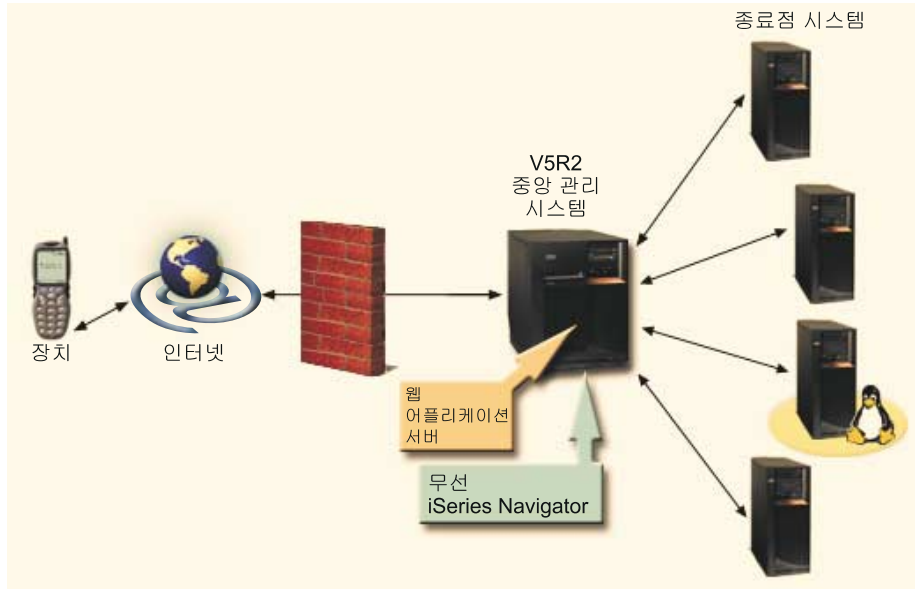 종료점 시스템
V5R2
중앙 관리
시스템
장치
인터넷
웹
어플리케이션
서버
무선
iSeries Navigator